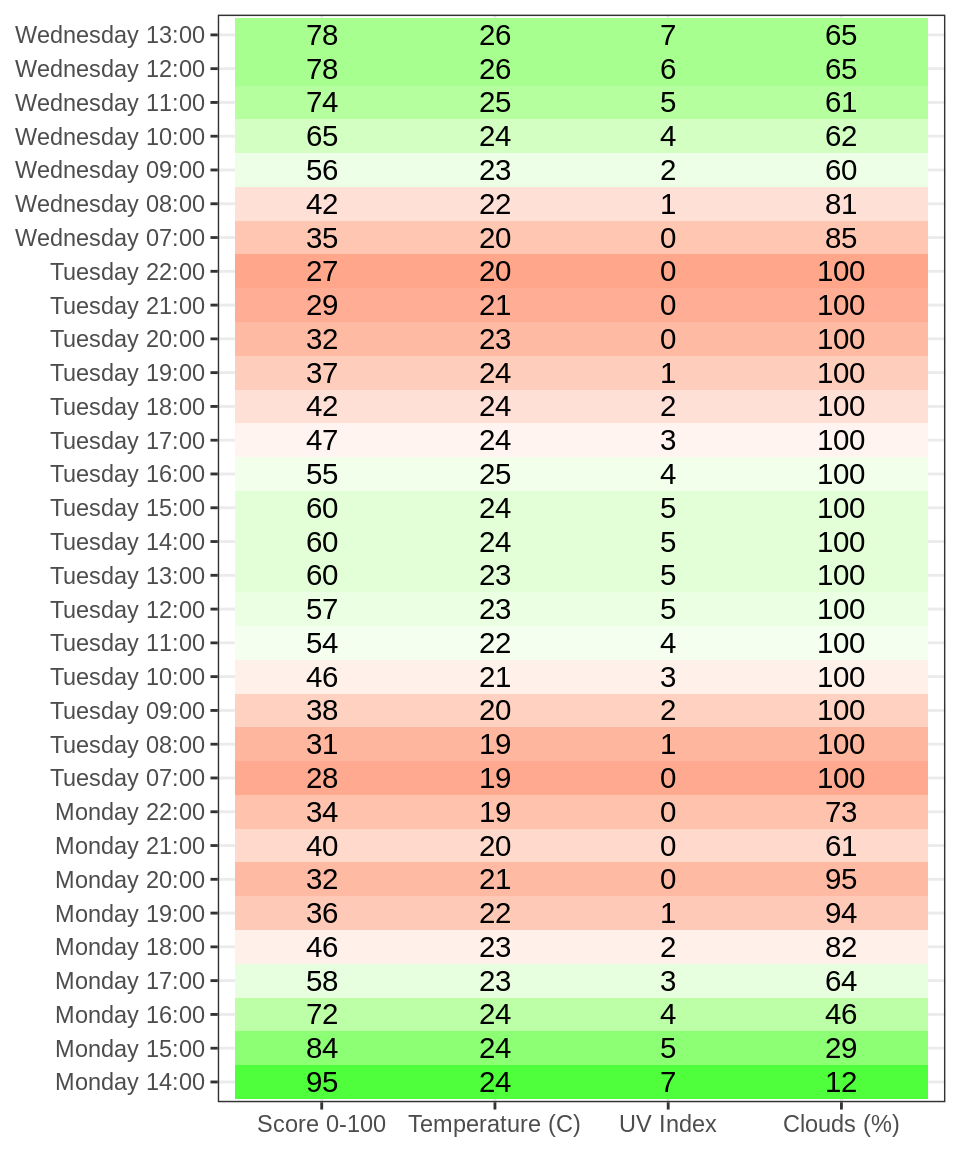 Wednesday 13:00 78 26 7 65
Wednesday 12:00 78 26 6 65
Wednesday 11:00 74 25 5 61
Wednesday 10:00 65 24 4 62
Wednesday 09:00 56 23 2 60
Wednesday 08:00 42 22 1 81
Wednesday 07:00 35 20 0 85
Tuesday 22:00 27 20 0 100
Tuesday 21:00 29 21 0 100
Tuesday 20:00 32 23 0 100
Tuesday 19:00 37 24 1 100
Tuesday 18:00 42 24 2 100
Tuesday 17:00 47 24 3 100
Tuesday 16:00 55 25 4 100
Tuesday 15:00 60 24 5 100
Tuesday 14:00 60 24 5 100
Tuesday 13:00 60 23 5 100
Tuesday 12:00 57 23 5 100
Tuesday 11:00 54 22 4 100
Tuesday 10:00 46 21 3 100
Tuesday 09:00 38 20 2 100
Tuesday 08:00 31 19 1 100
Tuesday 07:00 28 19 0 100
Monday 22:00 34 19 0 73
Monday 21:00 40 20 0 61
Monday 20:00 32 21 0 95
Monday 19:00 36 22 1 94
Monday 18:00 46 23 2 82
Monday 17:00 58 23 3 64
Monday 16:00 72 24 4 46
Monday 15:00 84 24 5 29
Monday 14:00 95 24 7 12
Score 0-100 Temperature (C) UV Index Clouds (%)